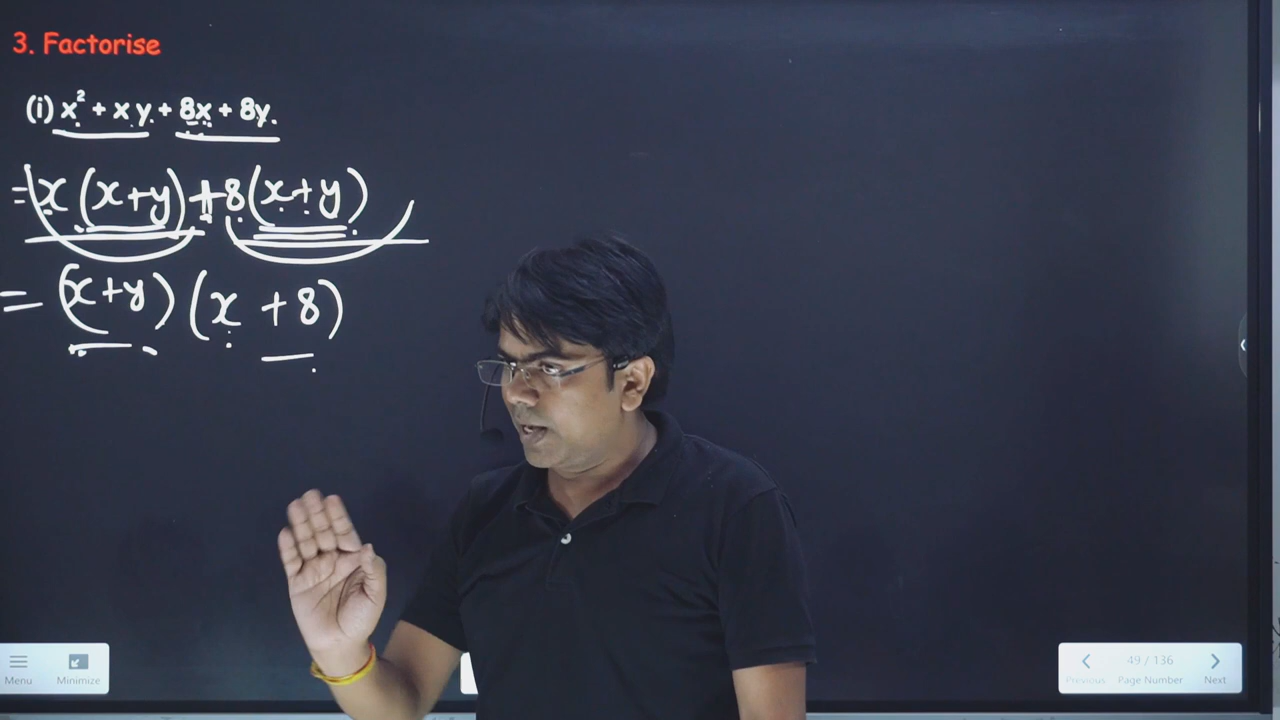 3. Factorise
(i) x² + xy + 8x + 8y.
= x(x+y) + 8(x+y)
= (x+y)(x + 8)
Menu
Minimize
49 / 136
Previous Page Number Next